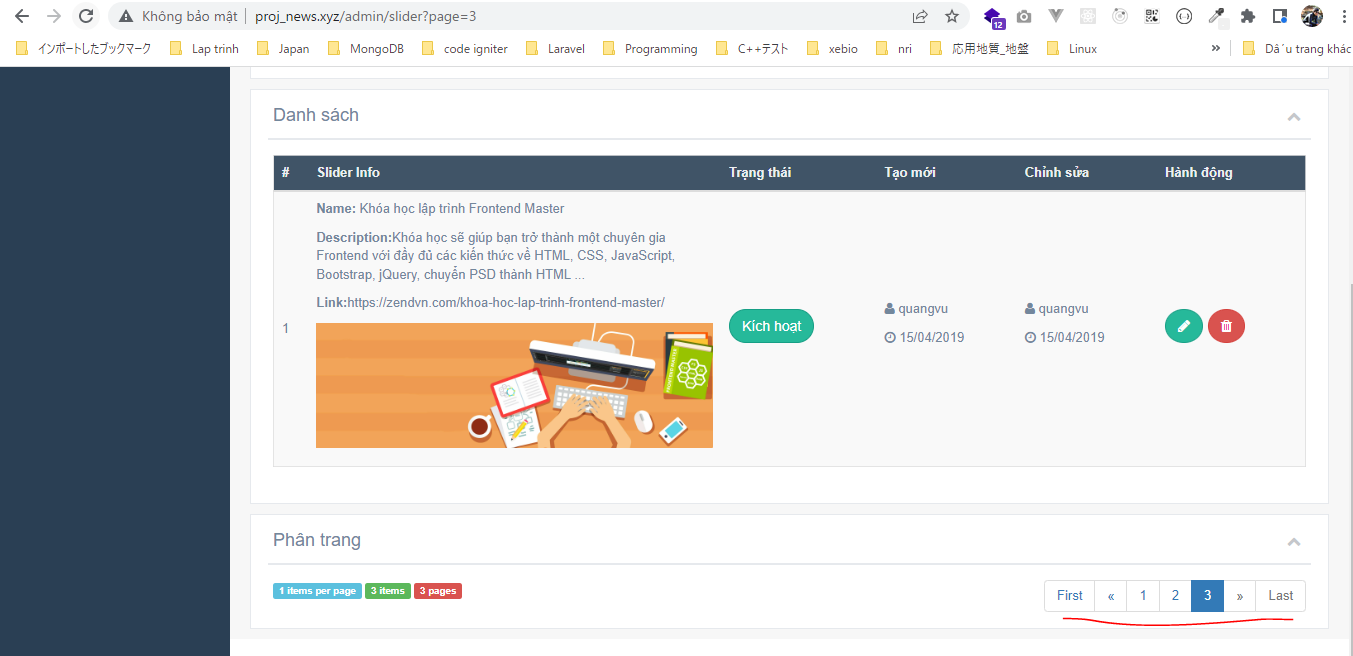 Không bảo mật | proj_news.xyz/admin/slider?page=3
12
インポートしたブックマーク Lap trinh Japan MongoDB code igniter Laravel Programming C++テスト xebio nri 応用地質_地盤 Linux » Dấu trang khác
Danh sách
# Slider Info Trạng thái Tạo mới Chỉnh sửa Hành động
Name: Khóa học lập trình Frontend Master
Description:Khóa học sẽ giúp bạn trở thành một chuyên gia
Frontend với đầy đủ các kiến thức về HTML, CSS, JavaScript,
Bootstrap, jQuery, chuyển PSD thành HTML ...
Link:https://zendvn.com/khoa-hoc-lap-trinh-frontend-master/
1 Kích hoạt quangvu 15/04/2019 quangvu 15/04/2019
Phân trang
1 items per page 3 items 3 pages First « 1 2 3 » Last